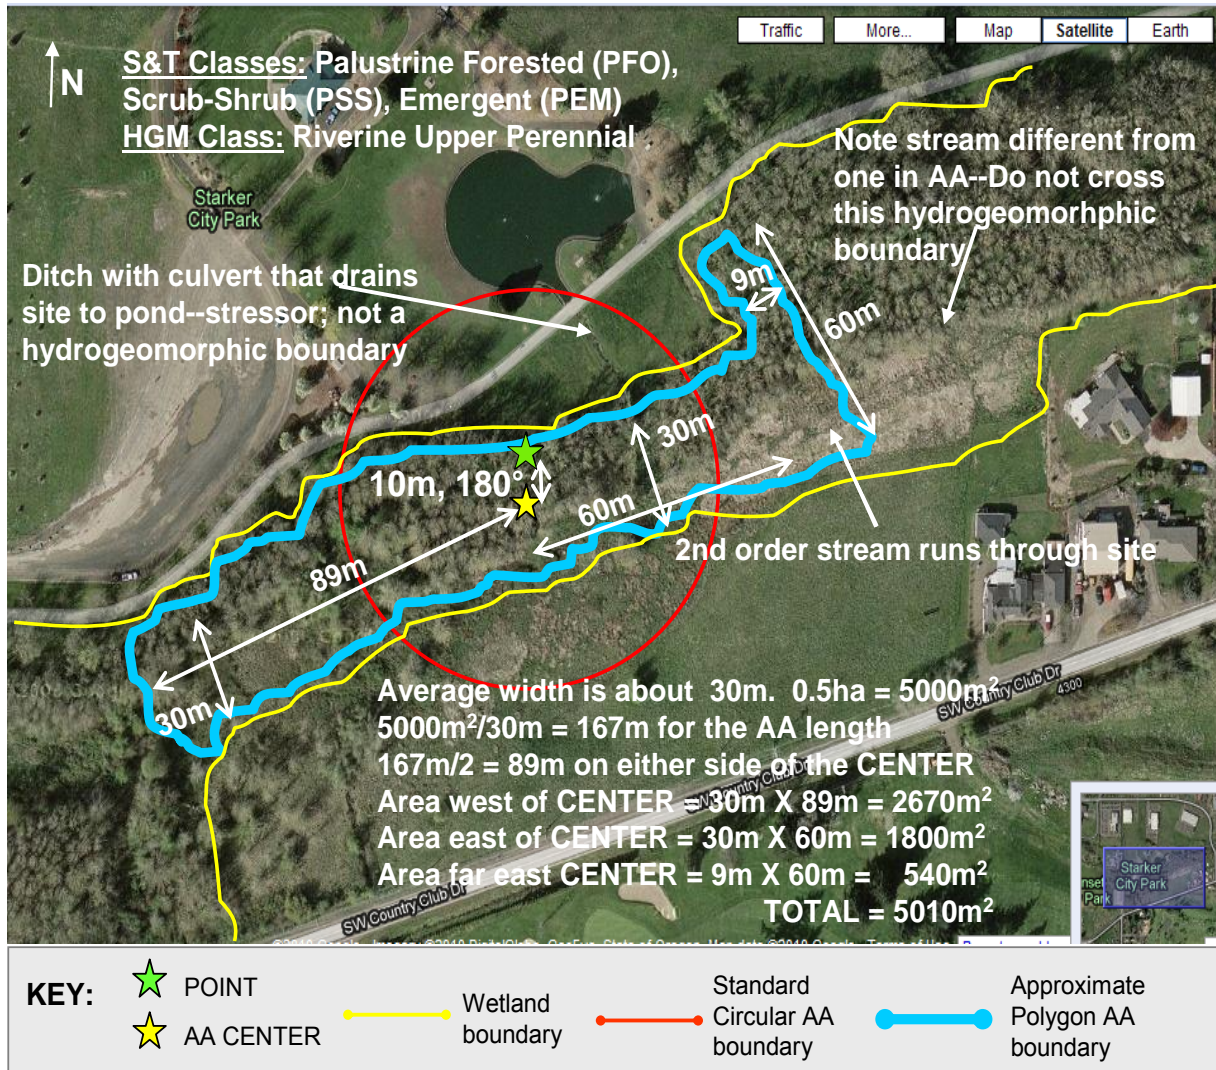 Traffic
More...
Map
Satellite
Earth
N
S&T Classes: Palustrine Forested (PFO),
Scrub-Shrub (PSS), Emergent (PEM)
HGM Class: Riverine Upper Perennial
Note stream different from
one in AA--Do not cross
this hydrogeomorhphic
boundary
Starker
City Park
Ditch with culvert that drains
site to pond--stressor; not a
hydrogeomorphic boundary
9m
60m
30m
10m, 180°
60m
89m
2nd order stream runs through site
30m
Average width is about 30m. 0.5ha = 5000m²
5000m²/30m = 167m for the AA length
167m/2 = 89m on either side of the CENTER
Area west of CENTER = 30m X 89m = 2670m²
Area east of CENTER = 30m X 60m = 1800m²
Area far east CENTER = 9m X 60m = 540m²
TOTAL = 5010m²
SW Country Club Dr
4300
SW Country Club Dr
Starker
City Park
Park
KEY:
POINT
AA CENTER
Wetland
boundary
Standard
Circular AA
boundary
Approximate
Polygon AA
boundary